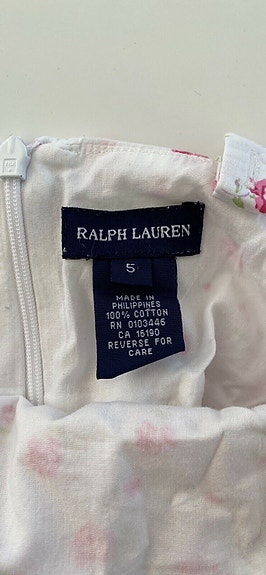 RALPH LAUREN
5
MADE IN
PHILIPPINES
100% COTTON
RN 0103446
CA 16190
REVERSE FOR
CARE